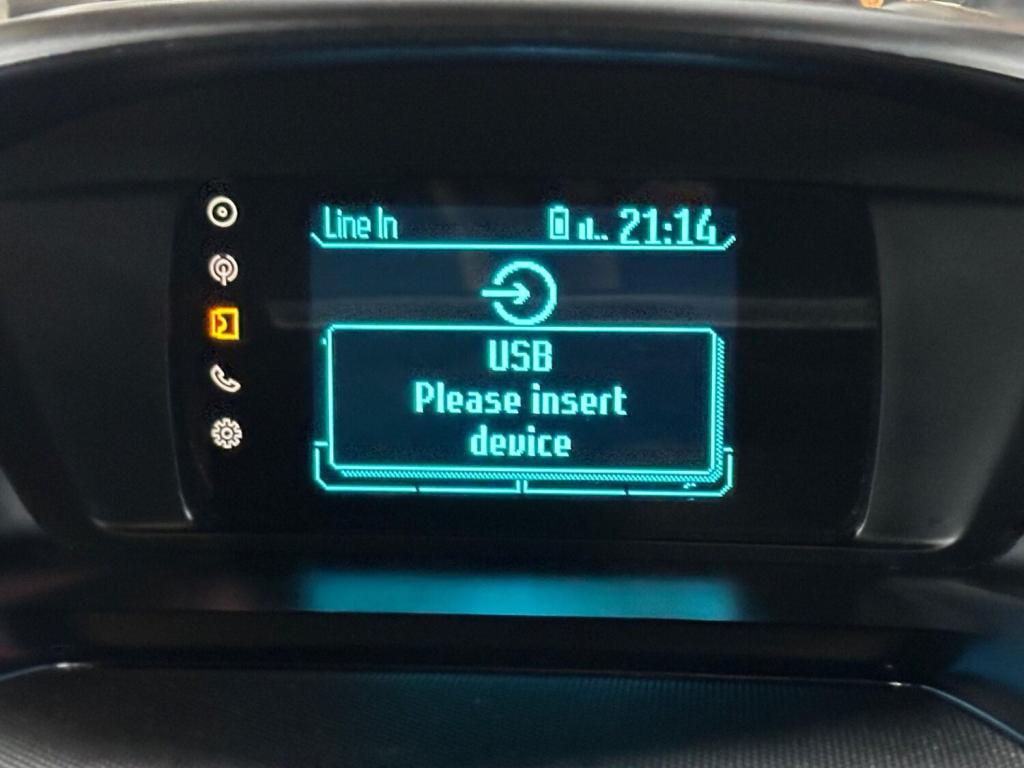 Line In 21:14
USB
Please insert
device